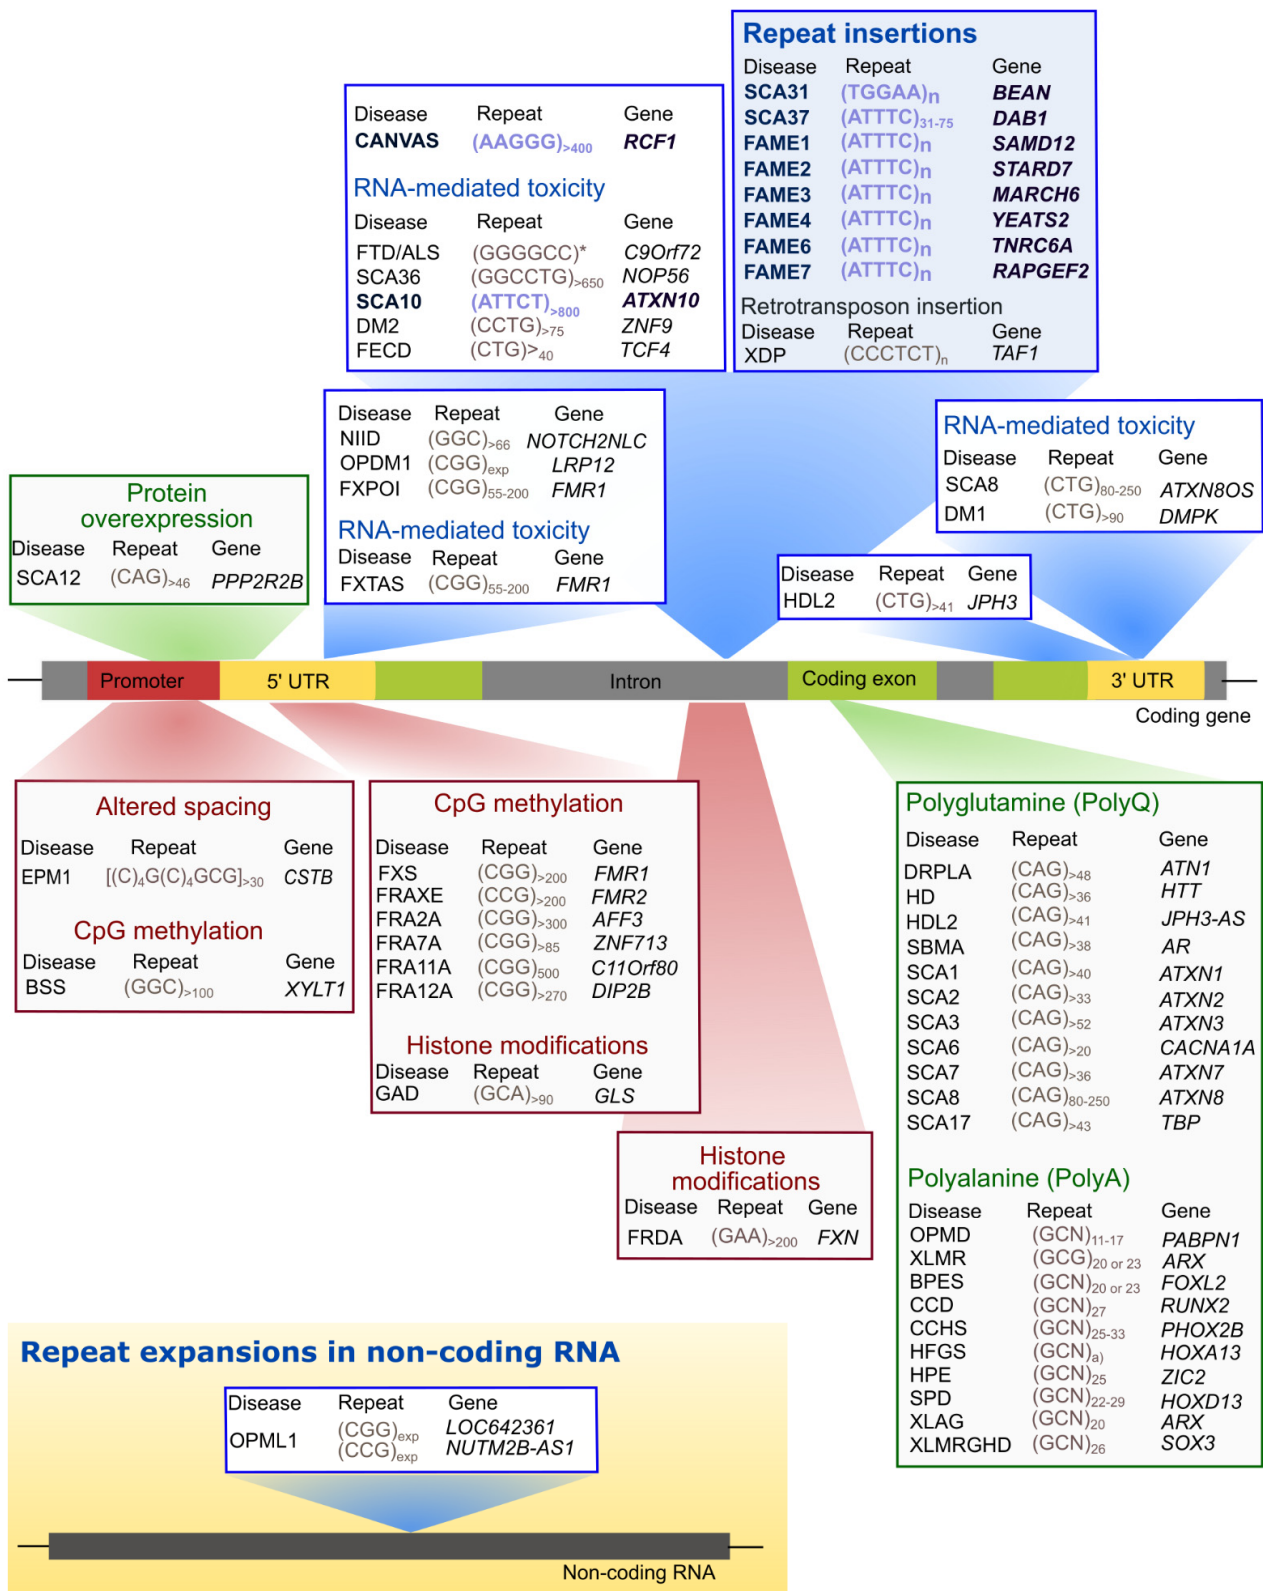 Repeat insertions
Disease Repeat Gene
SCA31 (TGGAA)n BEAN
SCA37 (ATTTC)31-75 DAB1
FAME1 (ATTTC)n SAMD12
FAME2 (ATTTC)n STARD7
FAME3 (ATTTC)n MARCH6
FAME4 (ATTTC)n YEATS2
FAME6 (ATTTC)n TNRC6A
FAME7 (ATTTC)n RAPGEF2
Retrotransposon insertion
Disease Repeat Gene
XDP (CCCTCT)n TAF1
Disease Repeat Gene
CANVAS (AAGGG)>400 RCF1
RNA-mediated toxicity
Disease Repeat Gene
FTD/ALS (GGGGCC)* C9Orf72
SCA36 (GGCCTG)>650 NOP56
SCA10 (ATTCT)>800 ATXN10
DM2 (CCTG)>75 ZNF9
FECD (CTG)>40 TCF4
Disease Repeat Gene
NIID (GGC)>66 NOTCH2NLC
OPDM1 (CGG)exp LRP12
FXPOI (CGG)55-200 FMR1
RNA-mediated toxicity
Disease Repeat Gene
FXTAS (CGG)55-200 FMR1
RNA-mediated toxicity
Disease Repeat Gene
SCA8 (CTG)80-250 ATXN8OS
DM1 (CTG)>90 DMPK
Protein
overexpression
Disease Repeat Gene
SCA12 (CAG)>46 PPP2R2B
Disease Repeat Gene
HDL2 (CTG)>41 JPH3
Promoter 5' UTR Intron Coding exon 3' UTR
Coding gene
Altered spacing
Disease Repeat Gene
EPM1 [(C)4G(C)4GCG]>30 CSTB
CpG methylation
Disease Repeat Gene
BSS (GGC)>100 XYLT1
CpG methylation
Disease Repeat Gene
FXS (CGG)>200 FMR1
FRAXE (CCG)>200 FMR2
FRA2A (CGG)>300 AFF3
FRA7A (CGG)>85 ZNF713
FRA11A (CGG)500 C11Orf80
FRA12A (CGG)>270 DIP2B
Histone modifications
Disease Repeat Gene
GAD (GCA)>90 GLS
Histone
modifications
Disease Repeat Gene
FRDA (GAA)>200 FXN
Polyglutamine (PolyQ)
Disease Repeat Gene
DRPLA (CAG)>48 ATN1
HD (CAG)>36 HTT
HDL2 (CAG)>41 JPH3-AS
SBMA (CAG)>38 AR
SCA1 (CAG)>40 ATXN1
SCA2 (CAG)>33 ATXN2
SCA3 (CAG)>52 ATXN3
SCA6 (CAG)>20 CACNA1A
SCA7 (CAG)>36 ATXN7
SCA8 (CAG)80-250 ATXN8
SCA17 (CAG)>43 TBP
Polyalanine (PolyA)
Disease Repeat Gene
OPMD (GCN)11-17 PABPN1
XLMR (GCG)20 or 23 ARX
BPES (GCN)20 or 23 FOXL2
CCD (GCN)27 RUNX2
CCHS (GCN)25-33 PHOX2B
HFGS (GCN)a) HOXA13
HPE (GCN)25 ZIC2
SPD (GCN)22-29 HOXD13
XLAG (GCN)20 ARX
XLMRGHD (GCN)26 SOX3
Repeat expansions in non-coding RNA
Disease Repeat Gene
OPML1 (CGG)exp LOC642361
(CCG)exp NUTM2B-AS1
Non-coding RNA